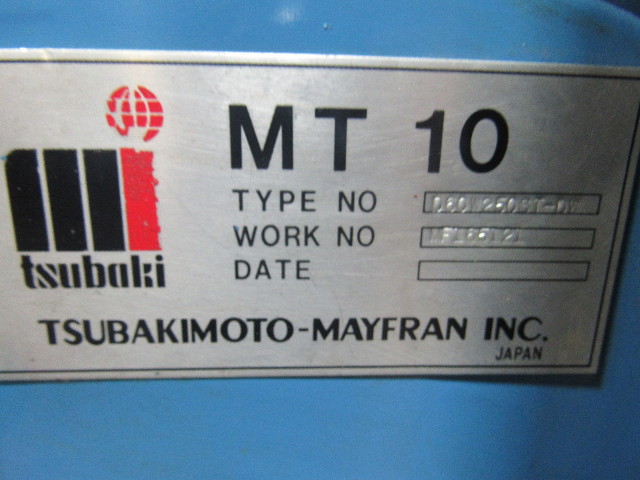 MT 10
tsubaki
TYPE NO
WORK NO
DATE
TSUBAKIMOTO-MAYFRAN INC.
JAPAN